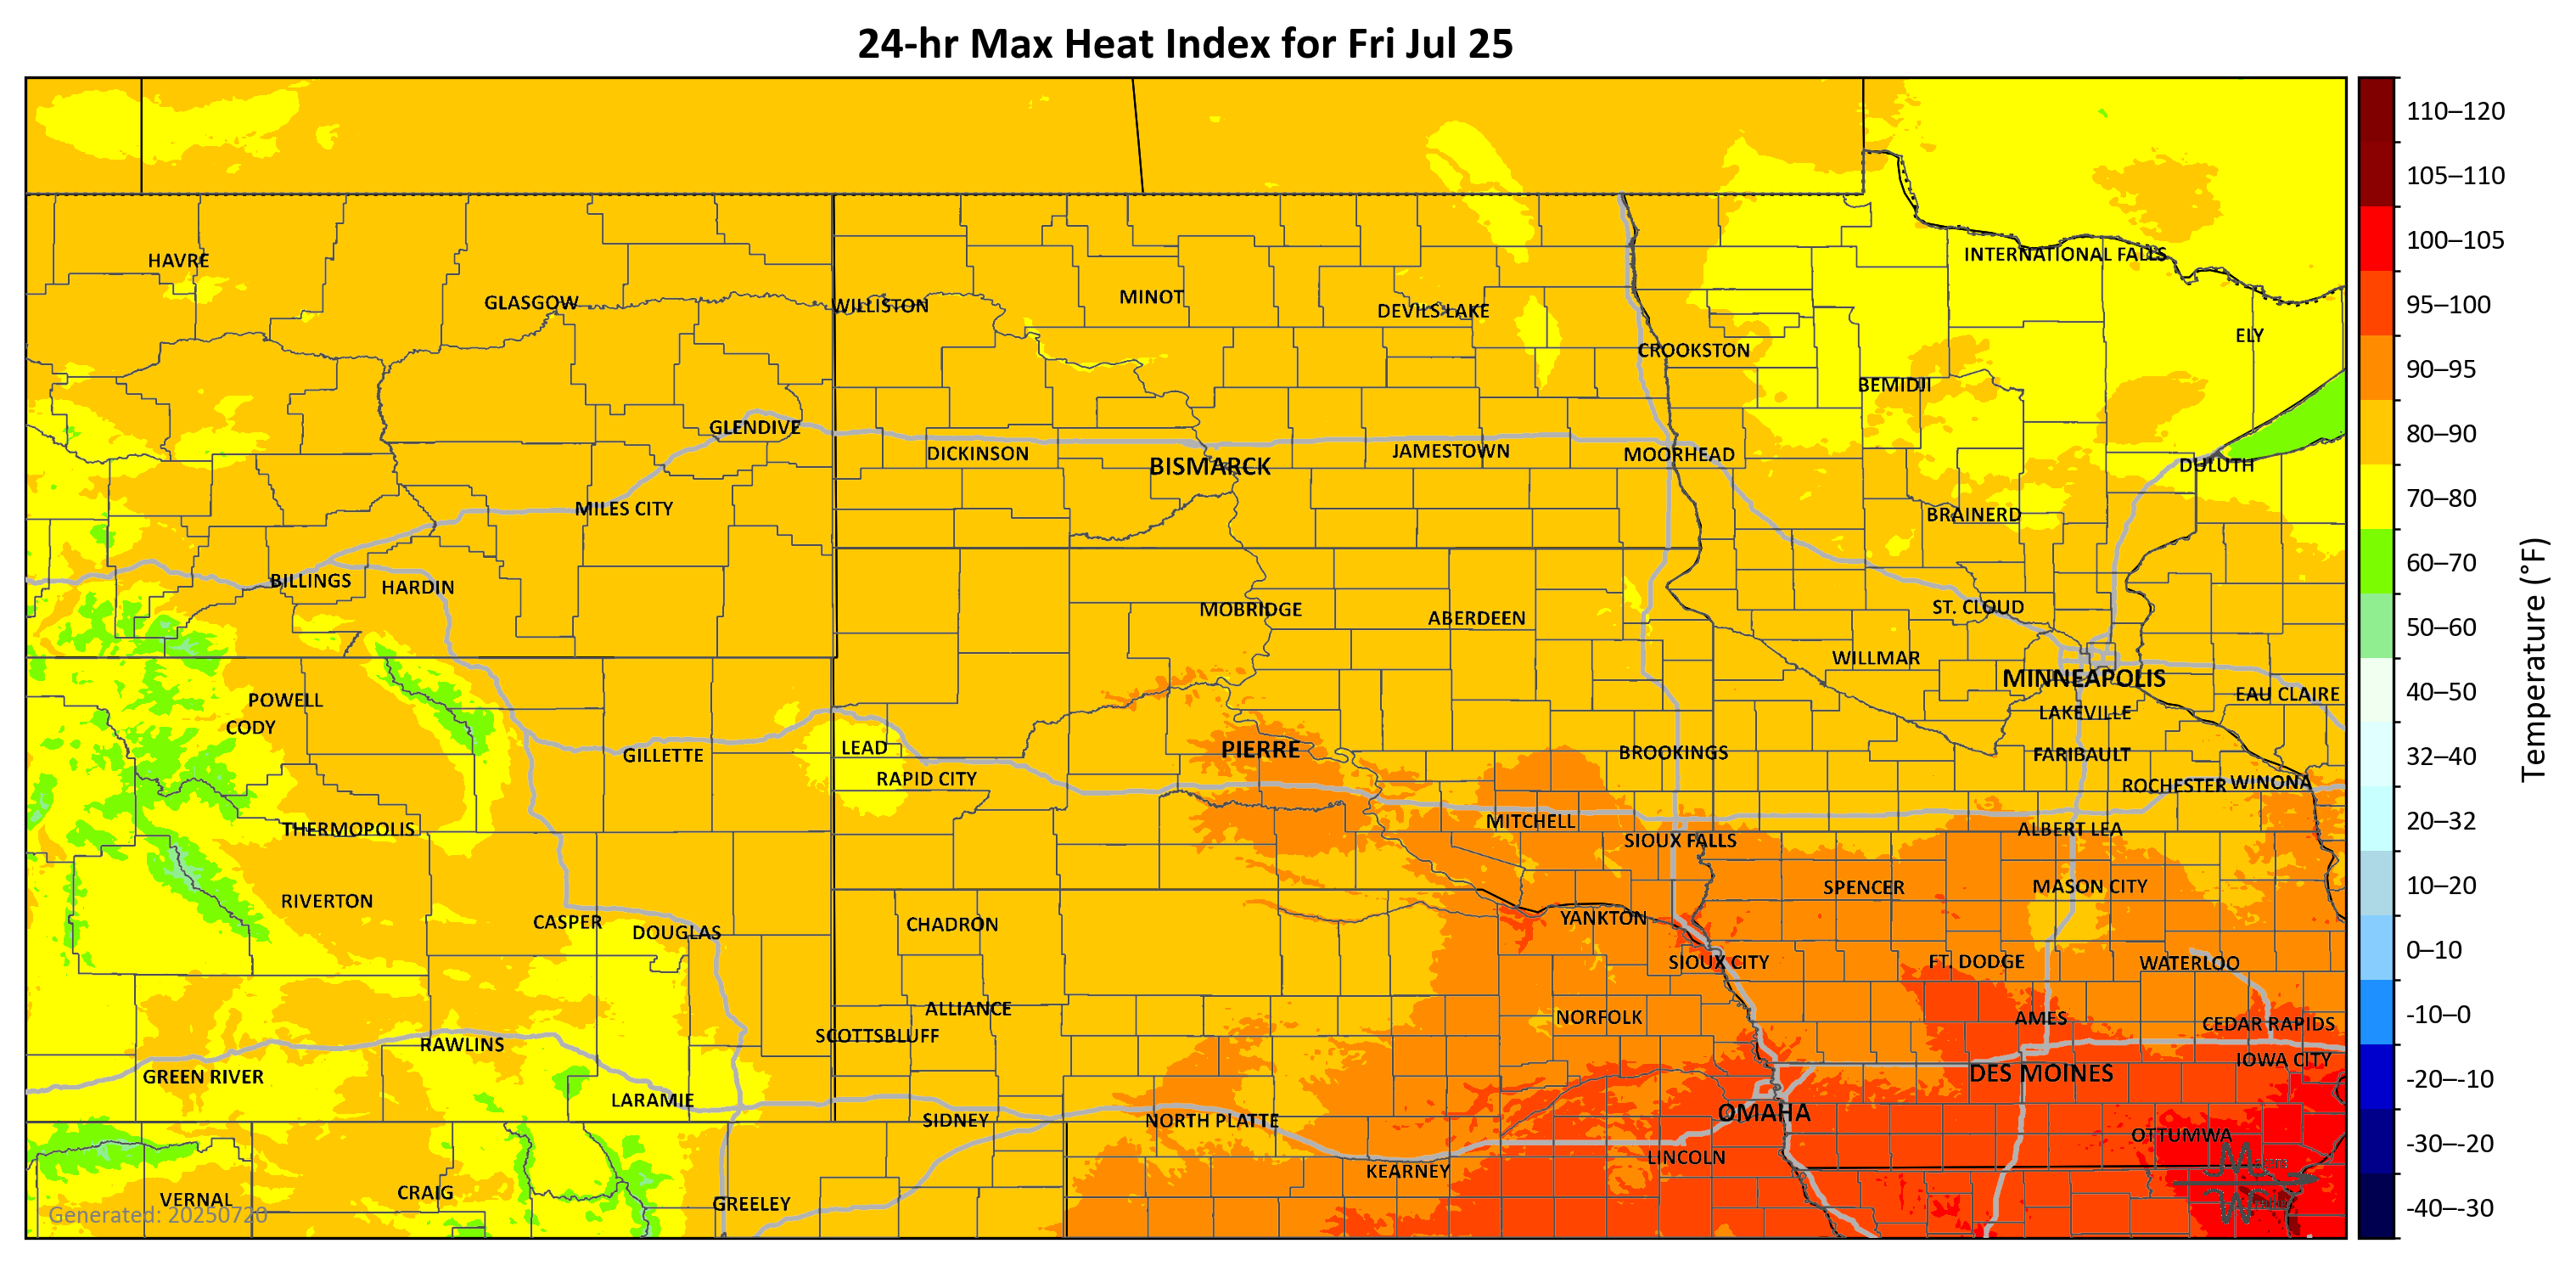 24-hr Max Heat Index for Fri Jul 25
110–120
105–110
100–105
95–100
90–95
80–90
70–80
60–70
50–60
40–50
32–40
20–32
10–20
0–10
-10–0
-20–-10
-30–-20
-40–-30
Temperature (°F)
HAVRE
INTERNATIONAL FALLS
GLASGOW
WILLISTON
MINOT
DEVILS LAKE
ELY
CROOKSTON
BEMIDJI
GLENDIVE
DICKINSON
BISMARCK
JAMESTOWN
MOORHEAD
DULUTH
MILES CITY
BRAINERD
BILLINGS
HARDIN
MOBRIDGE
ABERDEEN
ST. CLOUD
WILLMAR
MINNEAPOLIS
POWELL
EAU CLAIRE
CODY
LAKEVILLE
GILLETTE
LEAD
PIERRE
BROOKINGS
FARIBAULT
RAPID CITY
ROCHESTER
WINONA
THERMOPOLIS
MITCHELL
SIOUX FALLS
ALBERT LEA
RIVERTON
SPENCER
MASON CITY
CASPER
DOUGLAS
CHADRON
YANKTON
SIOUX CITY
FT. DODGE
WATERLOO
ALLIANCE
NORFOLK
AMES
CEDAR RAPIDS
SCOTTSBLUFF
RAWLINS
IOWA CITY
GREEN RIVER
DES MOINES
LARAMIE
SIDNEY
NORTH PLATTE
OMAHA
OTTUMWA
KEARNEY
LINCOLN
VERNAL
CRAIG
GREELEY
Generated: 20250720